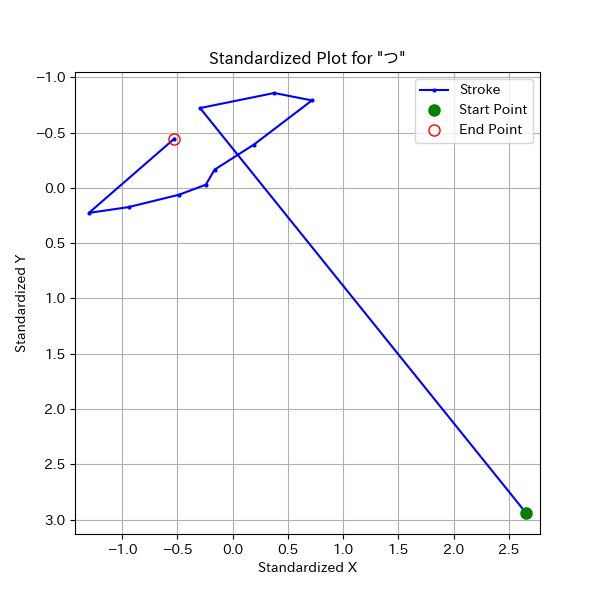 Standardized Plot for "つ"
Stroke
Start Point
End Point
Standardized Y
−1.0
−0.5
0.0
0.5
1.0
1.5
2.0
2.5
3.0
−1.0 −0.5 0.0 0.5 1.0 1.5 2.0 2.5
Standardized X